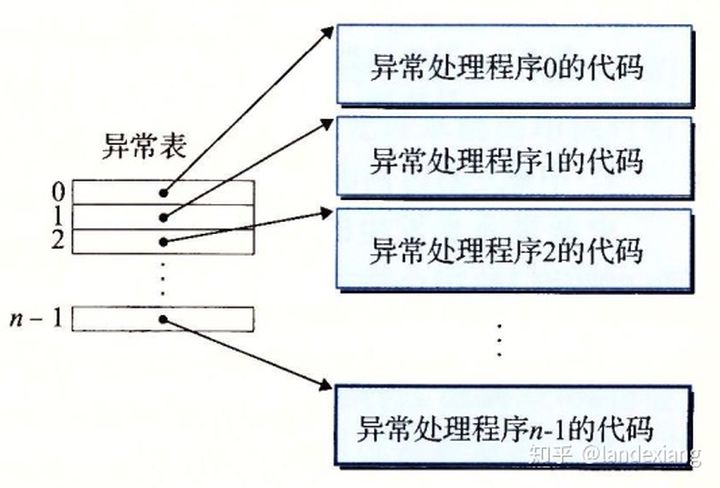 异常处理程序0的代码
异常表
异常处理程序1的代码
0
1
2
异常处理程序2的代码
n – 1
异常处理程序n-1的代码
知乎 @landexiang